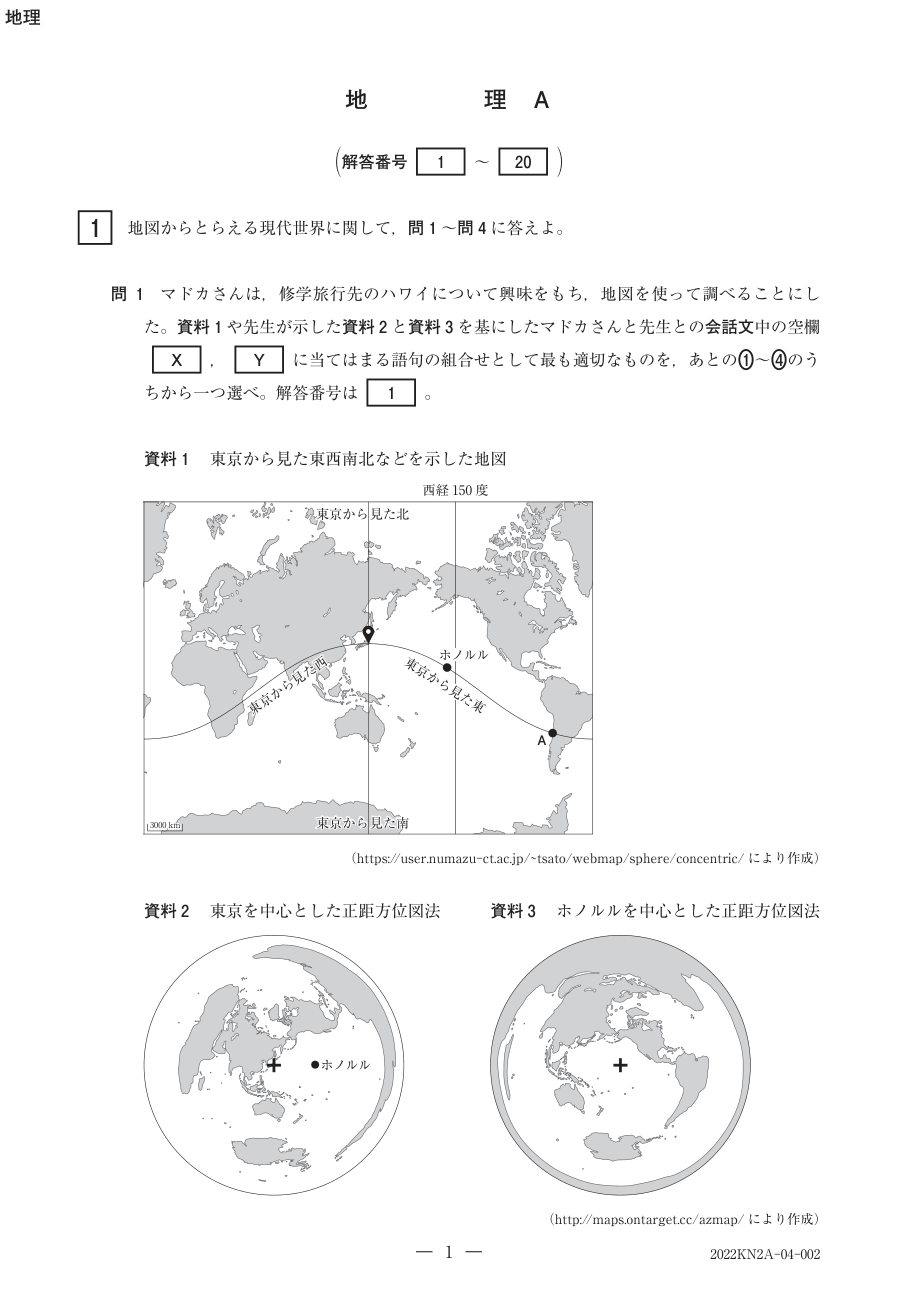 地理
地 理 A
(解答番号 1 ～ 20 )
1 地図からとらえる現代世界に関して，問 1 ～問 4 に答えよ。
問 1 マドカさんは，修学旅行先のハワイについて興味をもち，地図を使って調べることにし
た。資料 1 や先生が示した資料 2 と資料 3 を基にしたマドカさんと先生との会話文中の空欄
X ， Y に当てはまる語句の組合せとして最も適切なものを，あとの①～④のう
ちから一つ選べ。解答番号は 1 。
資料 1 東京から見た東西南北などを示した地図
西経 150 度
東京から見た北
ホノルル
東京から見た西
東京から見た東
A
東京から見た南
3000 km
（https://user.numazu-ct.ac.jp/~tsato/webmap/sphere/concentric/ により作成）
資料 2 東京を中心とした正距方位図法
資料 3 ホノルルを中心とした正距方位図法
ホノルル
（http://maps.ontarget.cc/azmap/ により作成）
― 1 ―
2022KN2A-04-002